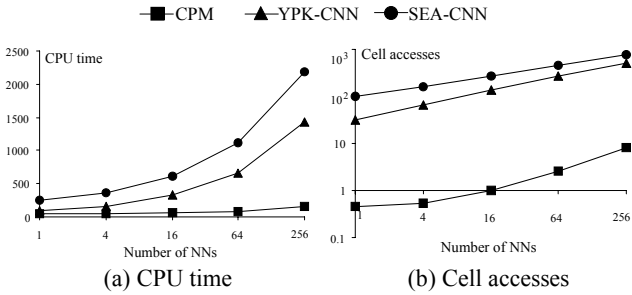 CPM YPK-CNN SEA-CNN
CPU time
2500
2000
1500
1000
500
0
1 4 16 64 256
Number of NNs
(a) CPU time
Cell accesses
10³
10²
10
1
0.1
1 4 16 64 256
Number of NNs
(b) Cell accesses